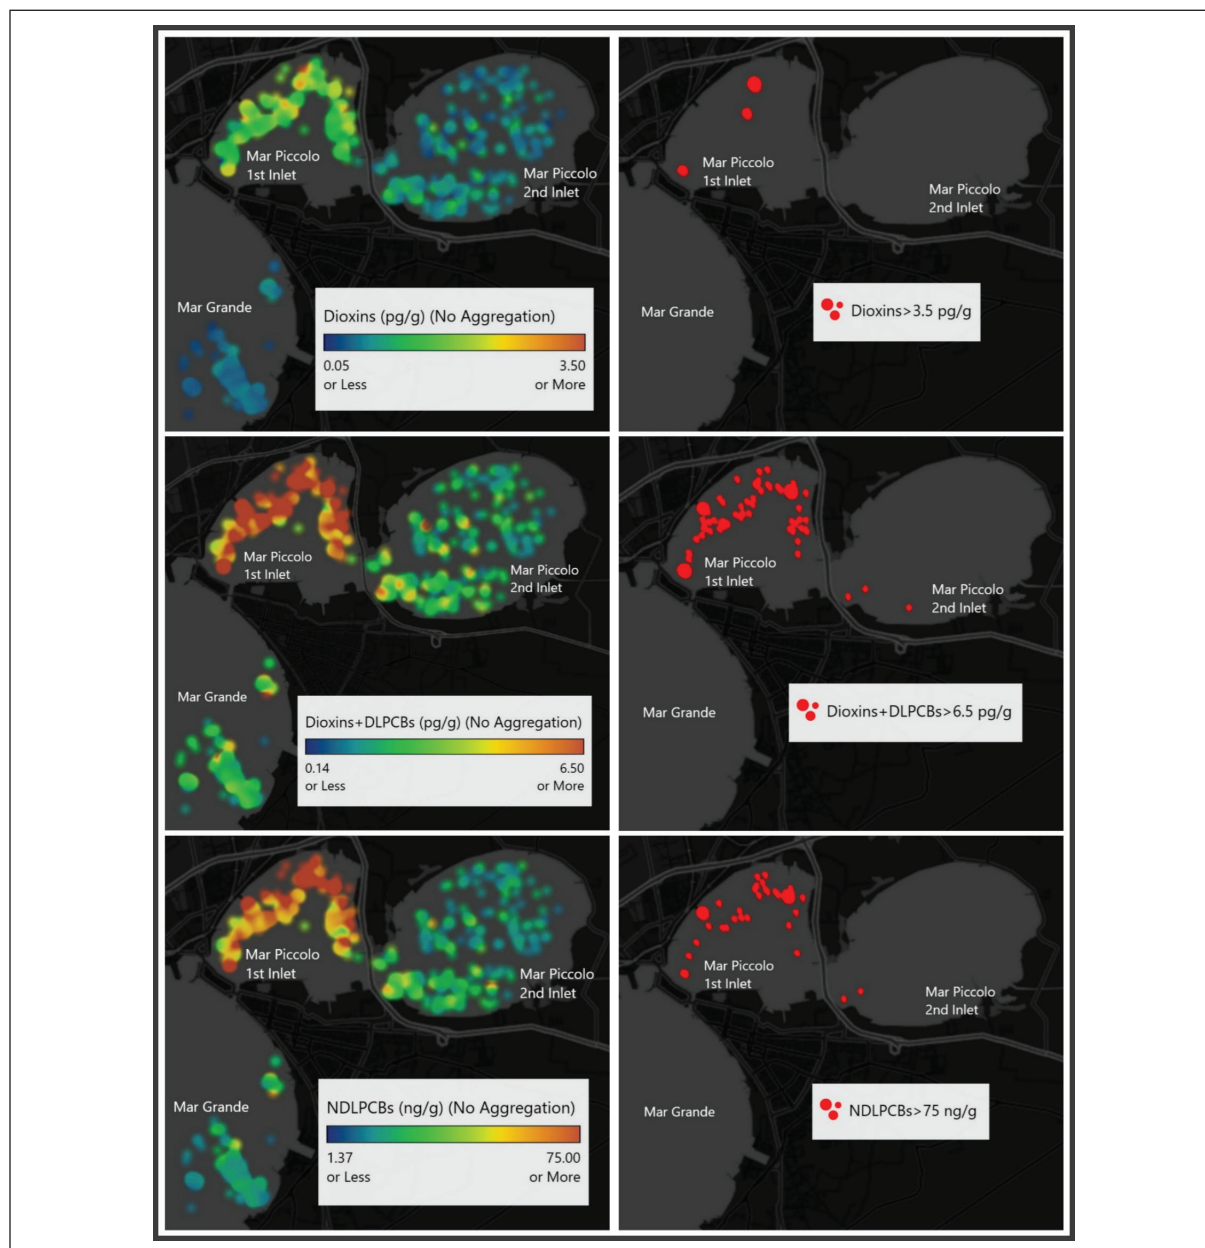 Mar Piccolo
1st Inlet
Mar Piccolo
2nd Inlet
Mar Grande
Dioxins (pg/g) (No Aggregation)
0.05 3.50
or Less or More
Mar Piccolo
1st Inlet
Mar Piccolo
2nd Inlet
Mar Grande
Dioxins>3.5 pg/g
Mar Piccolo
1st Inlet
Mar Piccolo
2nd Inlet
Mar Grande
Dioxins+DLPCBs (pg/g) (No Aggregation)
0.14 6.50
or Less or More
Mar Piccolo
1st Inlet
Mar Piccolo
2nd Inlet
Mar Grande
Dioxins+DLPCBs>6.5 pg/g
Mar Piccolo
1st Inlet
Mar Piccolo
2nd Inlet
Mar Grande
NDLPCBs (ng/g) (No Aggregation)
1.37 75.00
or Less or More
Mar Piccolo
1st Inlet
Mar Piccolo
2nd Inlet
Mar Grande
NDLPCBs>75 ng/g